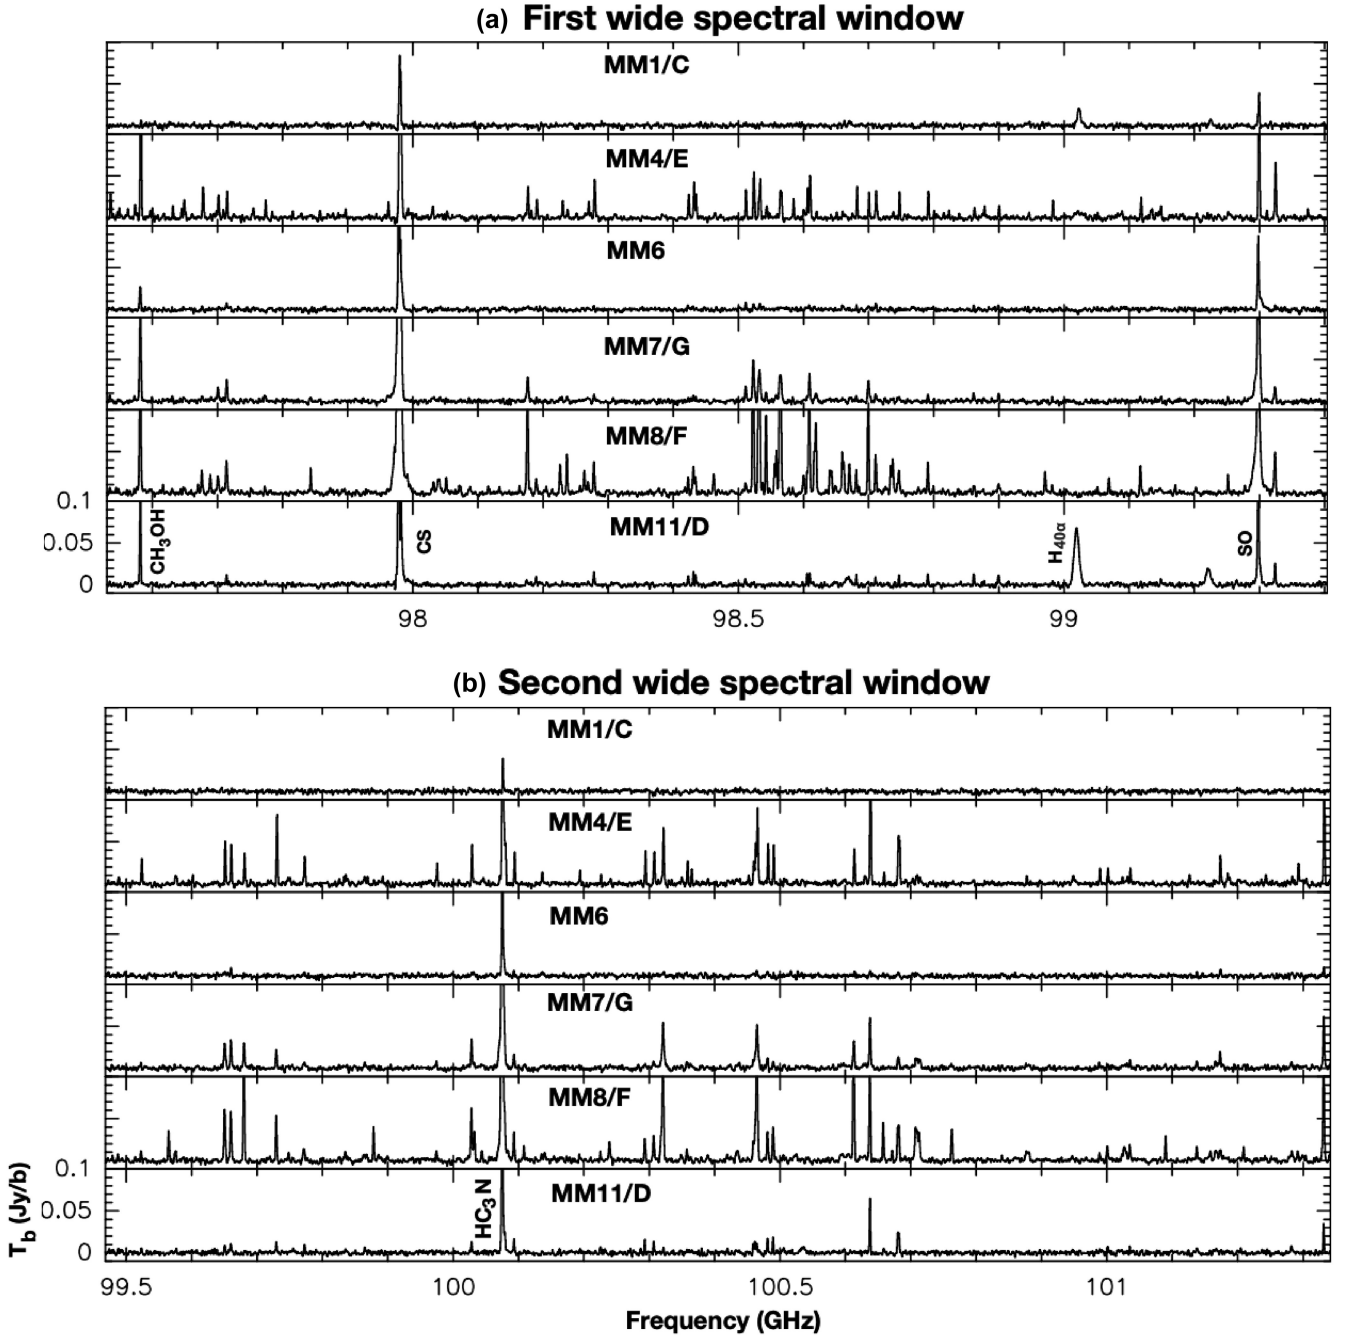 (a) First wide spectral window
MM1/C
MM4/E
MM6
MM7/G
MM8/F
MM11/D
0.1
0.05
0
CH3OH
CS
H40α
SO
98
98.5
99
(b) Second wide spectral window
MM1/C
MM4/E
MM6
MM7/G
MM8/F
MM11/D
0.1
0.05
0
HC3N
Tb (Jy/b)
99.5
100
100.5
101
Frequency (GHz)